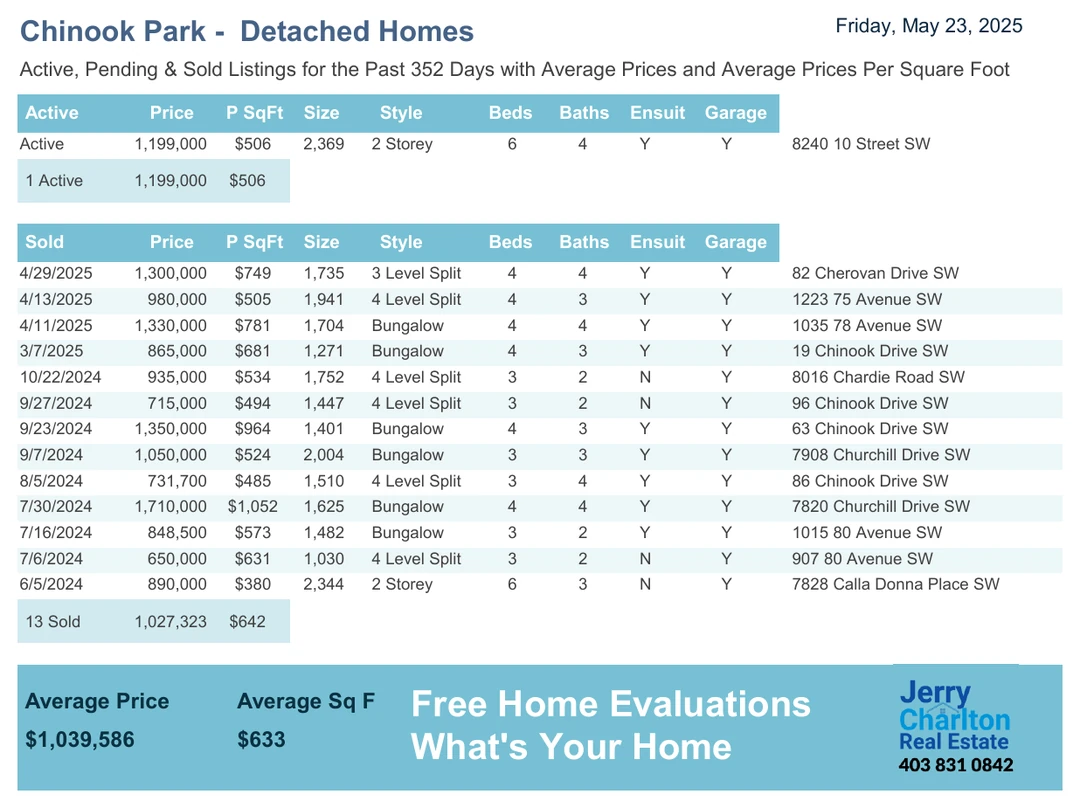 Chinook Park - Detached Homes
Friday, May 23, 2025
Active, Pending & Sold Listings for the Past 352 Days with Average Prices and Average Prices Per Square Foot
Active Price P SqFt Size Style Beds Baths Ensuit Garage
Active 1,199,000 $506 2,369 2 Storey 6 4 Y Y 8240 10 Street SW
1 Active 1,199,000 $506
Sold Price P SqFt Size Style Beds Baths Ensuit Garage
4/29/2025 1,300,000 $749 1,735 3 Level Split 4 4 Y Y 82 Cherovan Drive SW
4/13/2025 980,000 $505 1,941 4 Level Split 4 3 Y Y 1223 75 Avenue SW
4/11/2025 1,330,000 $781 1,704 Bungalow 4 4 Y Y 1035 78 Avenue SW
3/7/2025 865,000 $681 1,271 Bungalow 4 3 Y Y 19 Chinook Drive SW
10/22/2024 935,000 $534 1,752 4 Level Split 3 2 N Y 8016 Chardie Road SW
9/27/2024 715,000 $494 1,447 4 Level Split 3 2 N Y 96 Chinook Drive SW
9/23/2024 1,350,000 $964 1,401 Bungalow 4 3 Y Y 63 Chinook Drive SW
9/7/2024 1,050,000 $524 2,004 Bungalow 3 3 Y Y 7908 Churchill Drive SW
8/5/2024 731,700 $485 1,510 4 Level Split 3 4 Y Y 86 Chinook Drive SW
7/30/2024 1,710,000 $1,052 1,625 Bungalow 4 4 Y Y 7820 Churchill Drive SW
7/16/2024 848,500 $573 1,482 Bungalow 3 2 Y Y 1015 80 Avenue SW
7/6/2024 650,000 $631 1,030 4 Level Split 3 2 N Y 907 80 Avenue SW
6/5/2024 890,000 $380 2,344 2 Storey 6 3 N Y 7828 Calla Donna Place SW
13 Sold 1,027,323 $642
Average Price Average Sq F
$1,039,586 $633
Free Home Evaluations
What's Your Home
Jerry
Charlton
Real Estate
403 831 0842